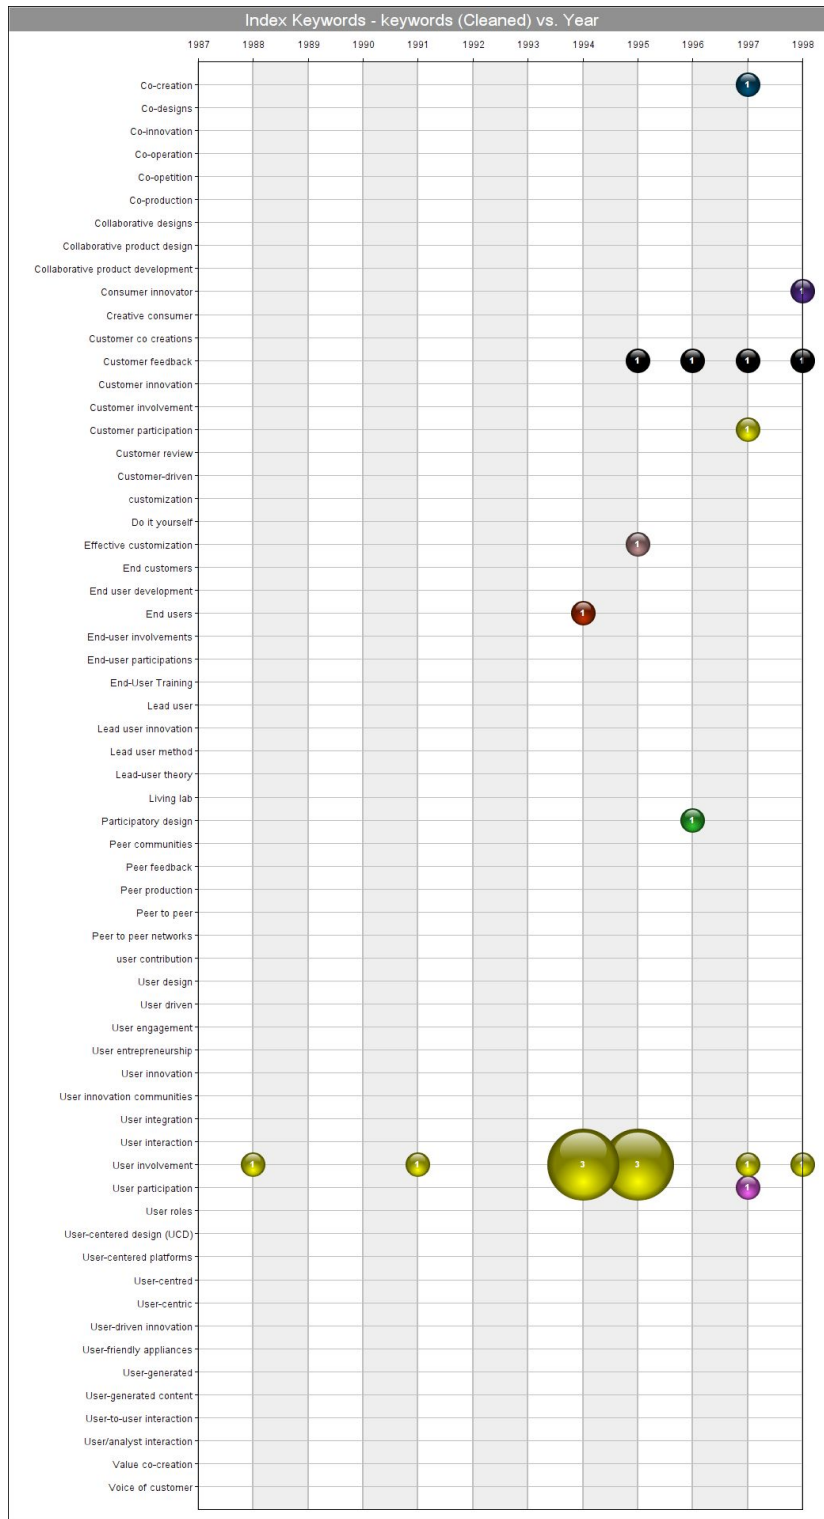 Index Keywords - keywords (Cleaned) vs. Year
1987 1988 1989 1990 1991 1992 1993 1994 1995 1996 1997 1998
Co-creation 1
Co-designs
Co-innovation
Co-operation
Co-opetition
Co-production
Collaborative designs
Collaborative product design
Collaborative product development
Consumer innovator 1
Creative consumer
Customer co creations
Customer feedback 1 1 1 1
Customer innovation
Customer involvement
Customer participation 1
Customer review
Customer-driven
customization
Do it yourself
Effective customization 1
End customers
End user development
End users 1
End-user involvements
End-user participations
End-User Training
Lead user
Lead user innovation
Lead user method
Lead-user theory
Living lab
Participatory design 1
Peer communities
Peer feedback
Peer production
Peer to peer
Peer to peer networks
user contribution
User design
User driven
User engagement
User entrepreneurship
User innovation
User innovation communities
User integration
User interaction
User involvement 1 1 3 3 1 1
User participation 1
User roles
User-centered design (UCD)
User-centered platforms
User-centred
User-centric
User-driven innovation
User-friendly appliances
User-generated
User-generated content
User-to-user interaction
User/analyst interaction
Value co-creation
Voice of customer